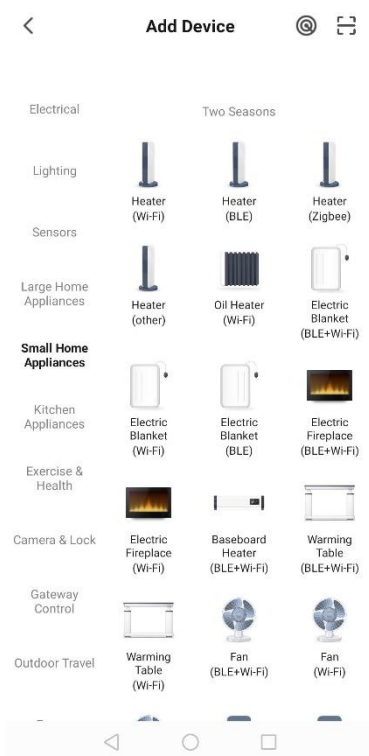 Add Device
Electrical
Lighting
Sensors
Large Home
Appliances
Small Home
Appliances
Kitchen
Appliances
Exercise &
Health
Camera & Lock
Gateway
Control
Outdoor Travel
Two Seasons
Heater
(Wi-Fi)
Heater
(BLE)
Heater
(Zigbee)
Heater
(other)
Oil Heater
(Wi-Fi)
Electric
Blanket
(BLE+Wi-Fi)
Electric
Blanket
(Wi-Fi)
Electric
Blanket
(BLE)
Electric
Fireplace
(BLE+Wi-Fi)
Electric
Fireplace
(Wi-Fi)
Baseboard
Heater
(BLE+Wi-Fi)
Warming
Table
(BLE+Wi-Fi)
Warming
Table
(Wi-Fi)
Fan
(BLE+Wi-Fi)
Fan
(Wi-Fi)